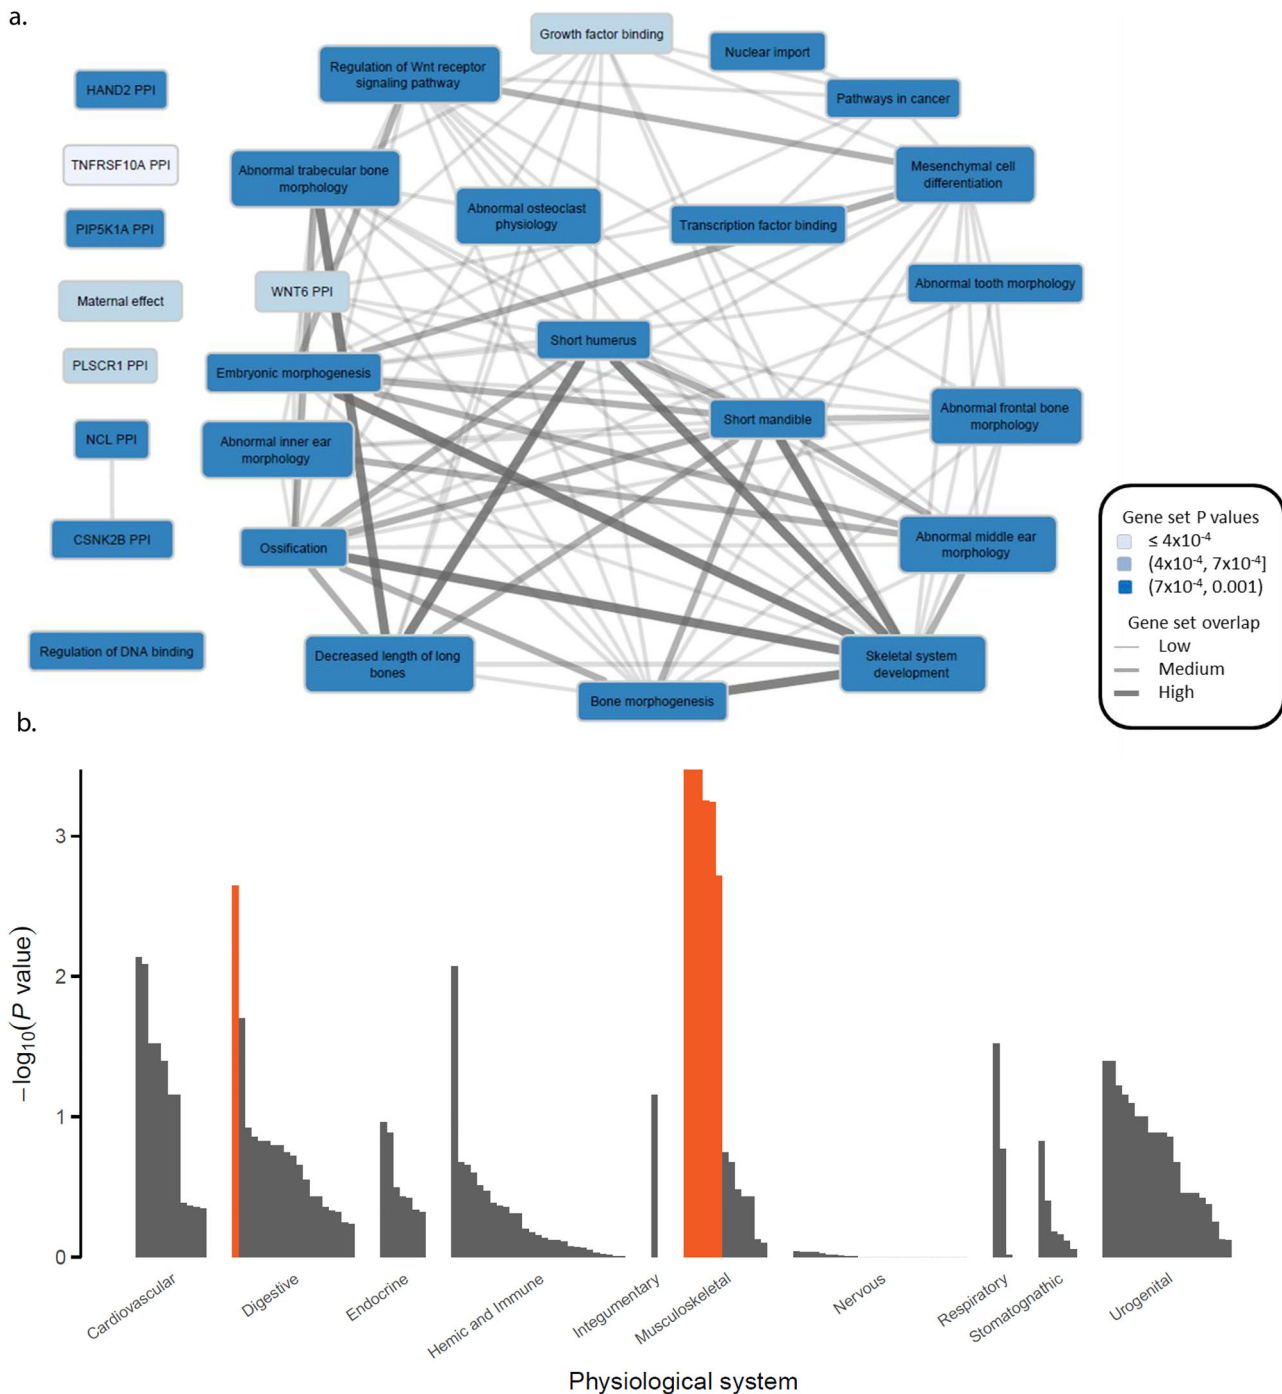 a.
Growth factor binding
Nuclear import
Regulation of Wnt receptor
signaling pathway
HAND2 PPI
Pathways in cancer
TNFRSF10A PPI
Abnormal trabecular bone
morphology
Mesenchymal cell
differentiation
Abnormal osteoclast
physiology
Transcription factor binding
PIP5K1A PPI
Maternal effect
WNT6 PPI
Abnormal tooth morphology
Short humerus
PLSCR1 PPI
Embryonic morphogenesis
Short mandible
Abnormal frontal bone
morphology
NCL PPI
Abnormal inner ear
morphology
CSNK2B PPI
Ossification
Abnormal middle ear
morphology
Regulation of DNA binding
Decreased length of long
bones
Bone morphogenesis
Skeletal system
development
Gene set P values
≤ 4x10⁻⁴
(4x10⁻⁴, 7x10⁻⁴]
(7x10⁻⁴, 0.001)
Gene set overlap
Low
Medium
High
b.
3
2
1
0
−log₁₀(P value)
Cardiovascular
Digestive
Endocrine
Hemic and Immune
Integumentary
Musculoskeletal
Nervous
Respiratory
Stomatognathic
Urogenital
Physiological system